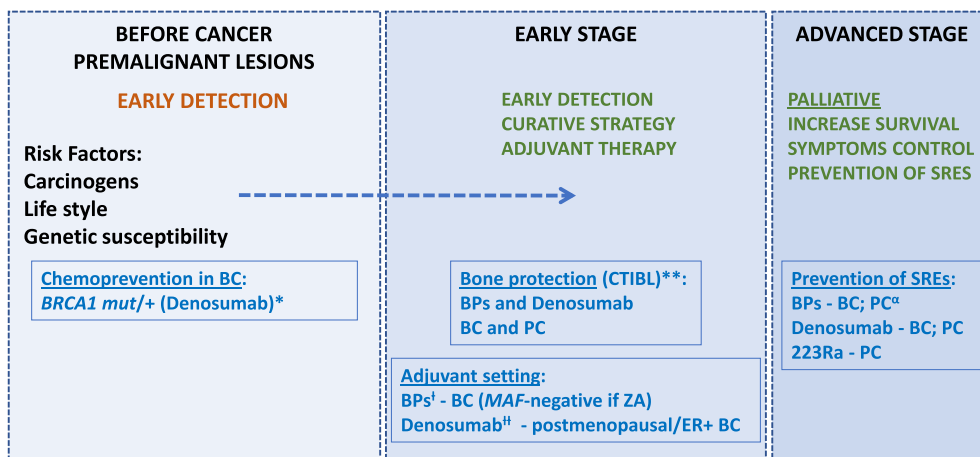 BEFORE CANCER
PREMALIGNANT LESIONS
EARLY DETECTION
Risk Factors:
Carcinogens
Life style
Genetic susceptibility
Chemoprevention in BC:
BRCA1 mut/+ (Denosumab)*
EARLY STAGE
EARLY DETECTION
CURATIVE STRATEGY
ADJUVANT THERAPY
Bone protection (CTIBL)**:
BPs and Denosumab
BC and PC
Adjuvant setting:
BPsᵻ - BC (MAF-negative if ZA)
Denosumabᵻᵻ - postmenopausal/ER+ BC
ADVANCED STAGE
PALLIATIVE
INCREASE SURVIVAL
SYMPTOMS CONTROL
PREVENTION OF SRES
Prevention of SREs:
BPs - BC; PCᵅ
Denosumab - BC; PC
223Ra - PC